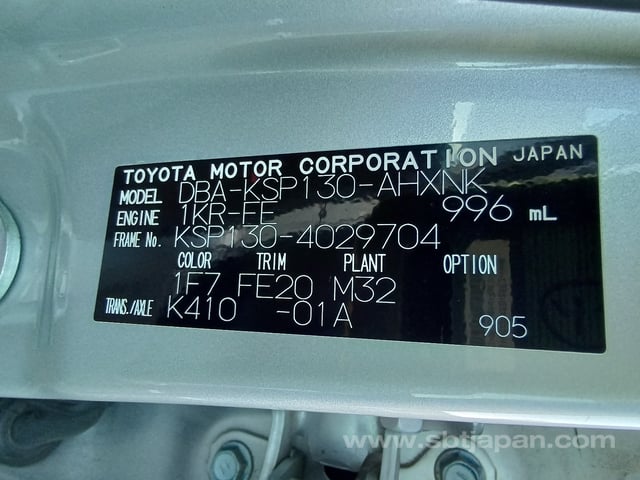 TOYOTA MOTOR CORPORATION JAPAN
MODEL DBA-KSP130-AHXNK
ENGINE 1KR-FE 996 mL
FRAME No. KSP130-4029704
COLOR TRIM PLANT OPTION
1F7 FE20 M32
TRANS./AXLE K410 -01A 905
www.sbtjapan.com